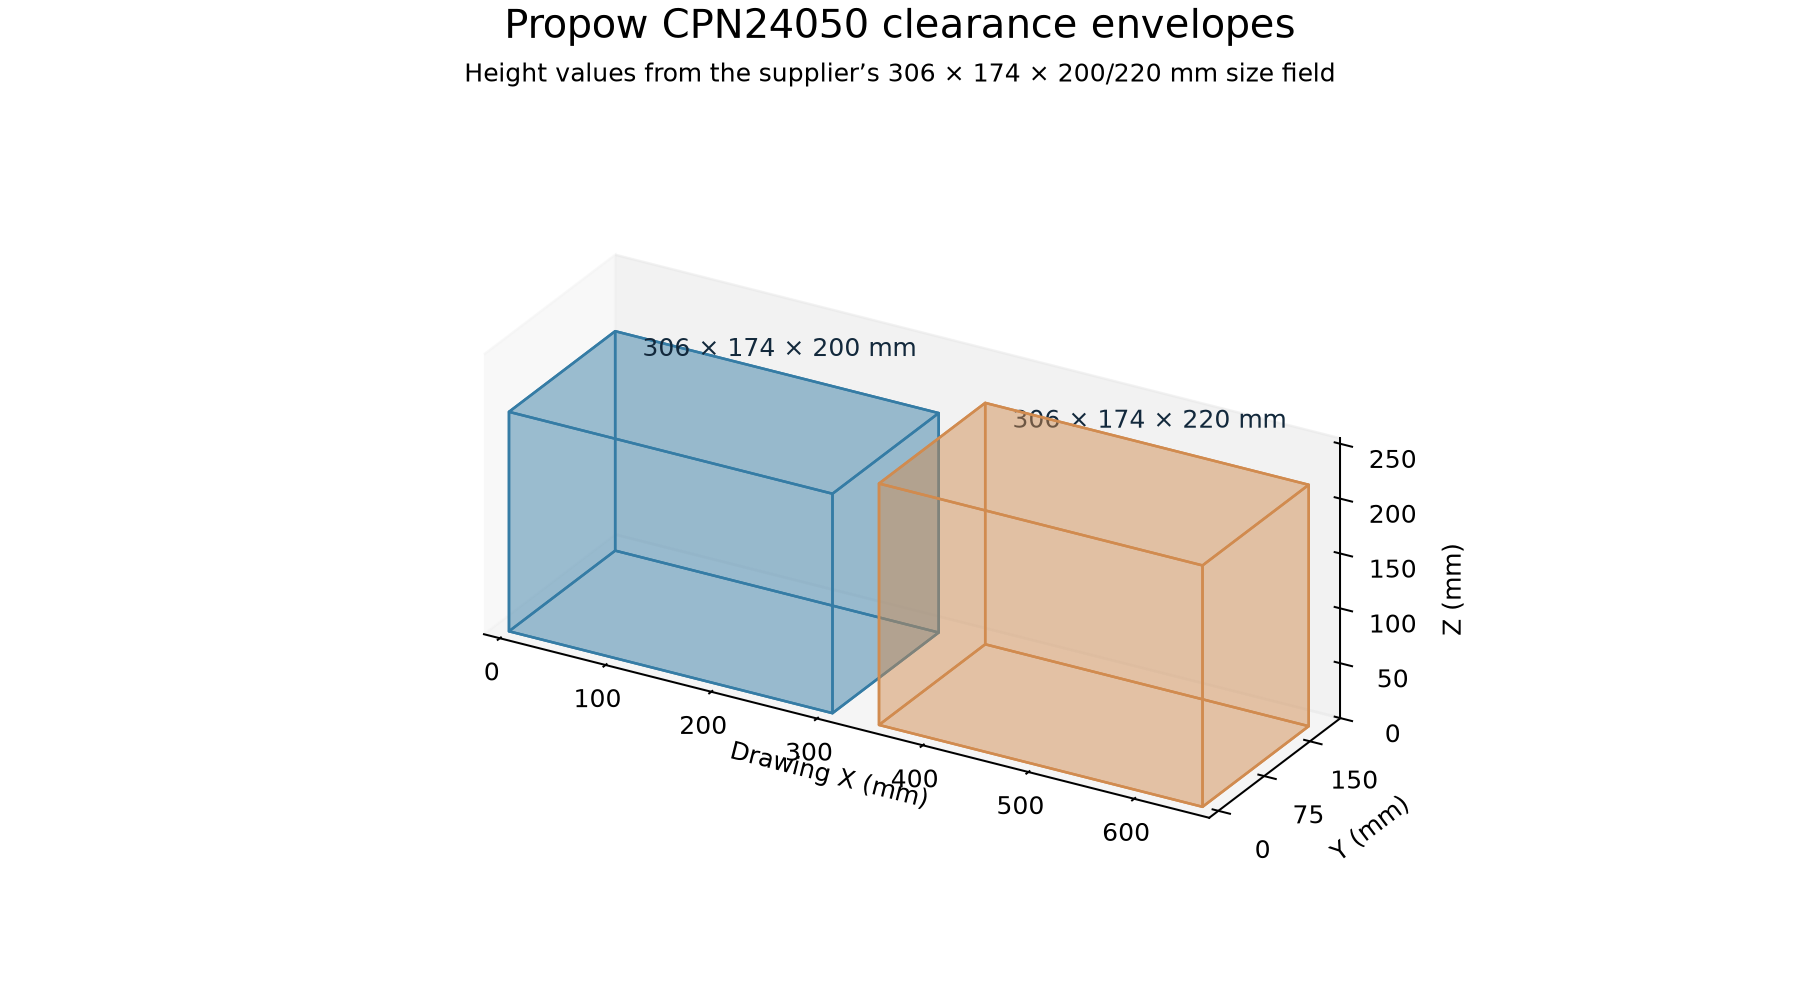 Propow CPN24050 clearance envelopes
Height values from the supplier’s 306 × 174 × 200/220 mm size field
306 × 174 × 200 mm
306 × 174 × 220 mm
250
200
150
100
50
0
Z (mm)
0
100
200
300
400
500
600
Drawing X (mm)
150
75
0
Y (mm)